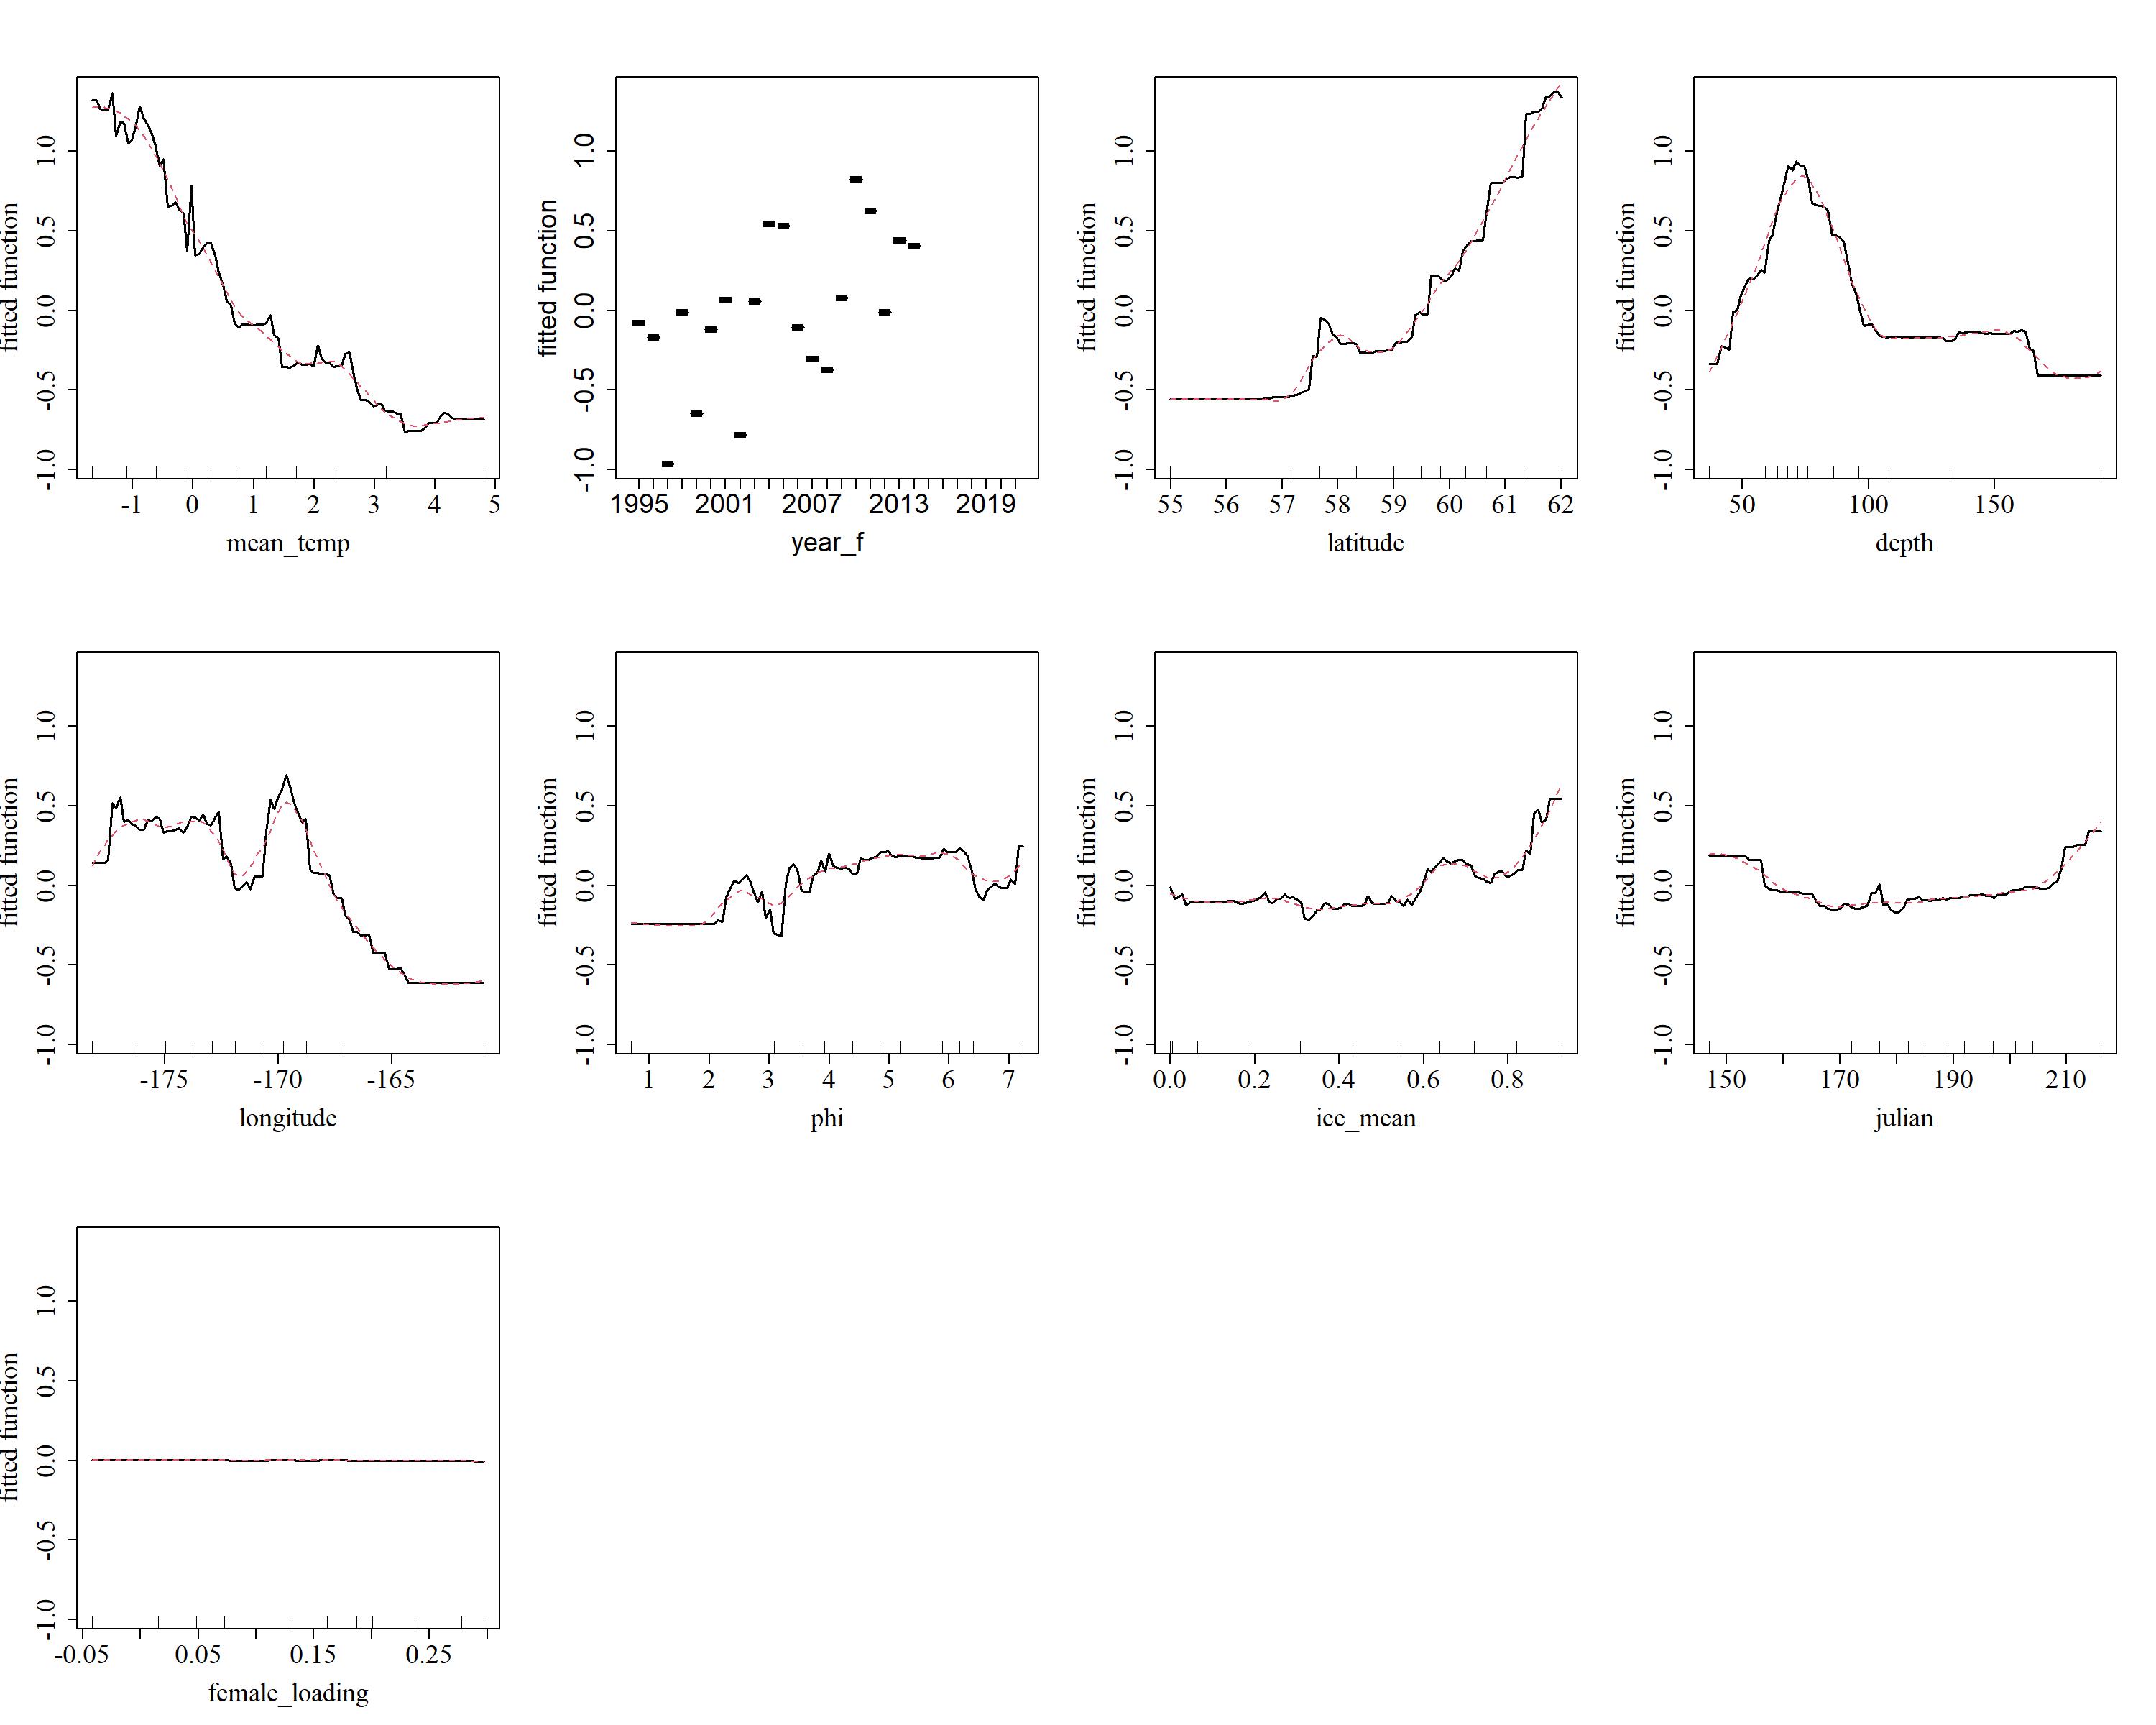 fitted function
1.0
0.5
0.0
-0.5
-1.0
-1 0 1 2 3 4 5
mean_temp
fitted function
1.0
0.5
0.0
-0.5
-1.0
1995 2001 2007 2013 2019
year_f
fitted function
1.0
0.5
0.0
-0.5
-1.0
55 56 57 58 59 60 61 62
latitude
fitted function
1.0
0.5
0.0
-0.5
-1.0
50 100 150
depth
fitted function
1.0
0.5
0.0
-0.5
-1.0
-175 -170 -165
longitude
fitted function
1.0
0.5
0.0
-0.5
-1.0
1 2 3 4 5 6 7
phi
fitted function
1.0
0.5
0.0
-0.5
-1.0
0.0 0.2 0.4 0.6 0.8
ice_mean
fitted function
1.0
0.5
0.0
-0.5
-1.0
150 170 190 210
julian
fitted function
1.0
0.5
0.0
-0.5
-1.0
-0.05 0.05 0.15 0.25
female_loading